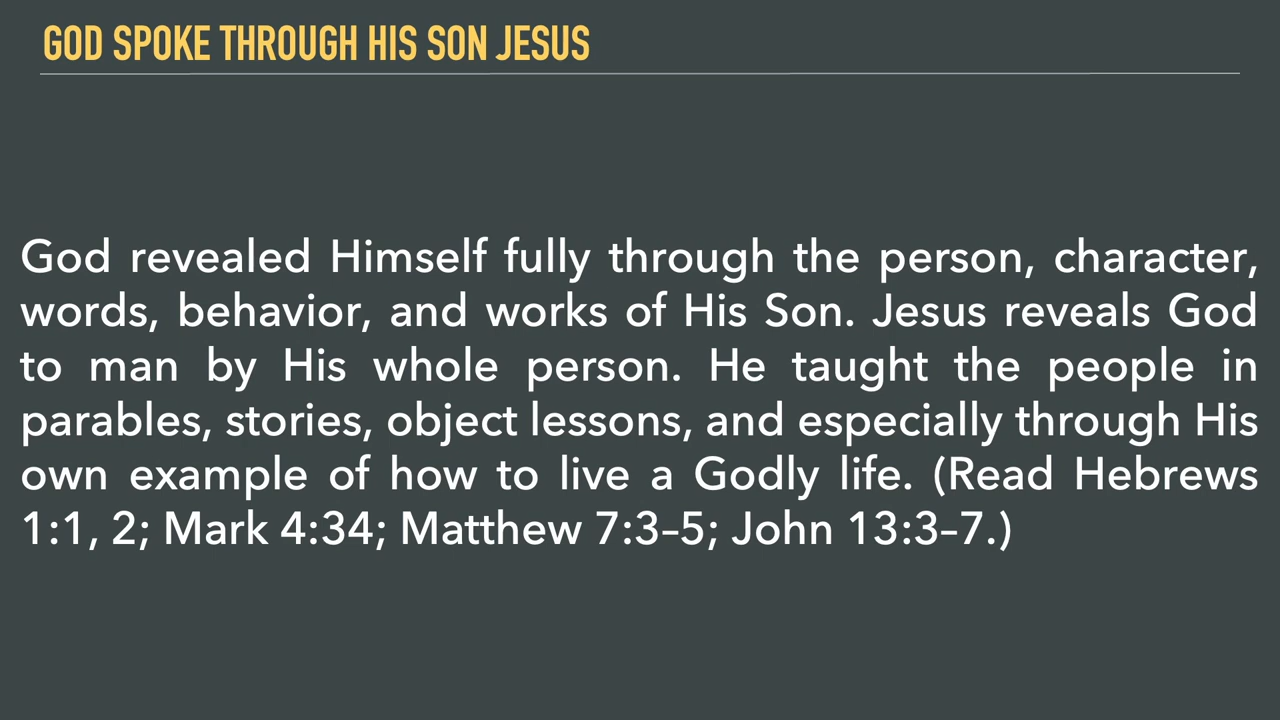 GOD SPOKE THROUGH HIS SON JESUS
God revealed Himself fully through the person, character,
words, behavior, and works of His Son. Jesus reveals God
to man by His whole person. He taught the people in
parables, stories, object lessons, and especially through His
own example of how to live a Godly life. (Read Hebrews
1:1, 2; Mark 4:34; Matthew 7:3–5; John 13:3–7.)